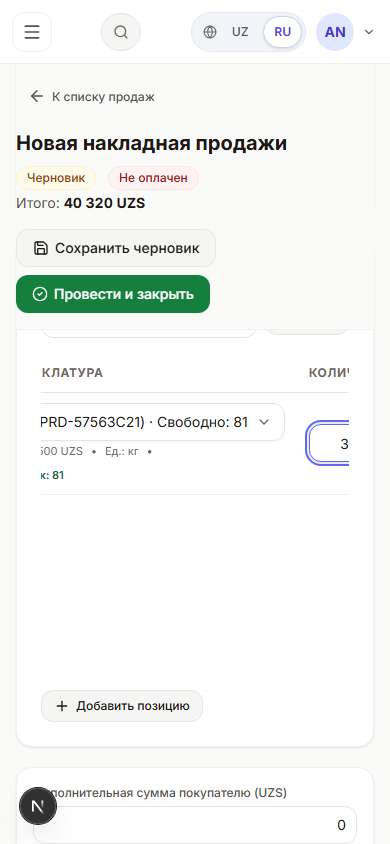 UZ RU AN
К списку продаж
Новая накладная продажи
Черновик Не оплачен
Итого: 40 320 UZS
Сохранить черновик
Провести и закрыть
КЛАТУРА КОЛИЧ
PRD-57563C21) · Свободно: 81
500 UZS • Ед.: кг •
3
к: 81
Добавить позицию
полнительная сумма покупателю (UZS)
N
0